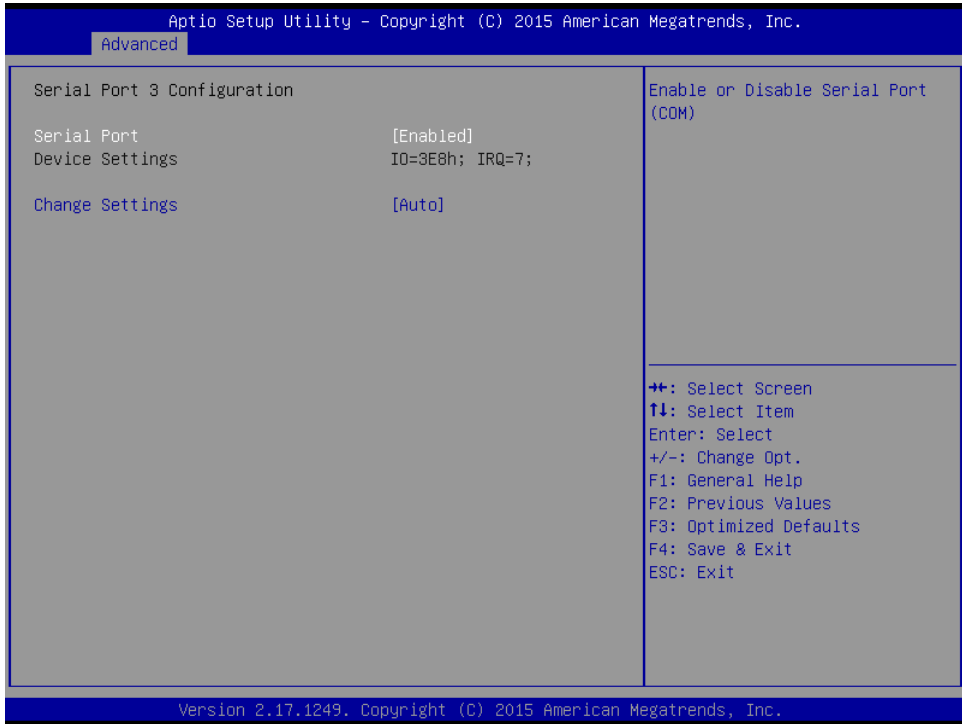 Aptio Setup Utility – Copyright (C) 2015 American Megatrends, Inc.
Advanced
Serial Port 3 Configuration
Serial Port [Enabled]
Device Settings IO=3E8h; IRQ=7;
Change Settings [Auto]
Enable or Disable Serial Port
(COM)
→←: Select Screen
↑↓: Select Item
Enter: Select
+/-: Change Opt.
F1: General Help
F2: Previous Values
F3: Optimized Defaults
F4: Save & Exit
ESC: Exit
Version 2.17.1249. Copyright (C) 2015 American Megatrends, Inc.